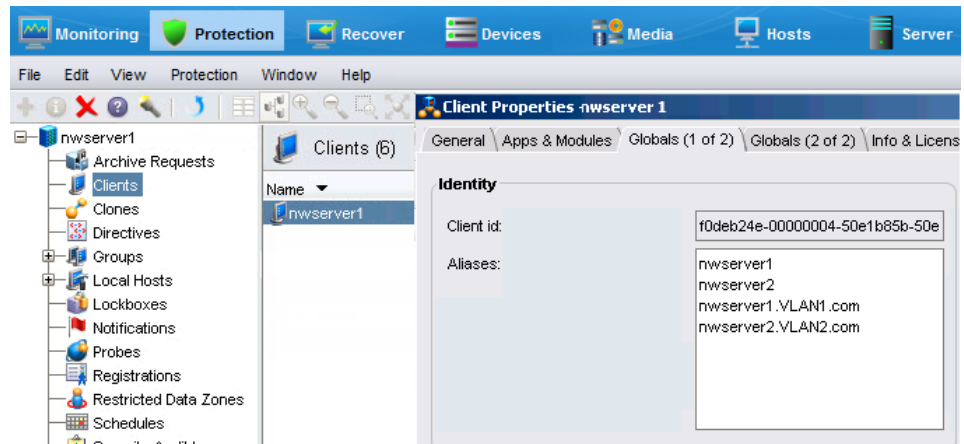 Monitoring Protection Recover Devices Media Hosts Server
File Edit View Protection Window Help
Client Properties -nwserver 1
nwserver1
Archive Requests
Clients
Clones
Directives
Groups
Local Hosts
Lockboxes
Notifications
Probes
Registrations
Restricted Data Zones
Schedules
Clients (6)
Name
nwserver1
General Apps & Modules Globals (1 of 2) Globals (2 of 2) Info & Licens
Identity
Client id: f0deb24e-00000004-50e1b85b-50e
Aliases:
nwserver1
nwserver2
nwserver1.VLAN1.com
nwserver2.VLAN2.com